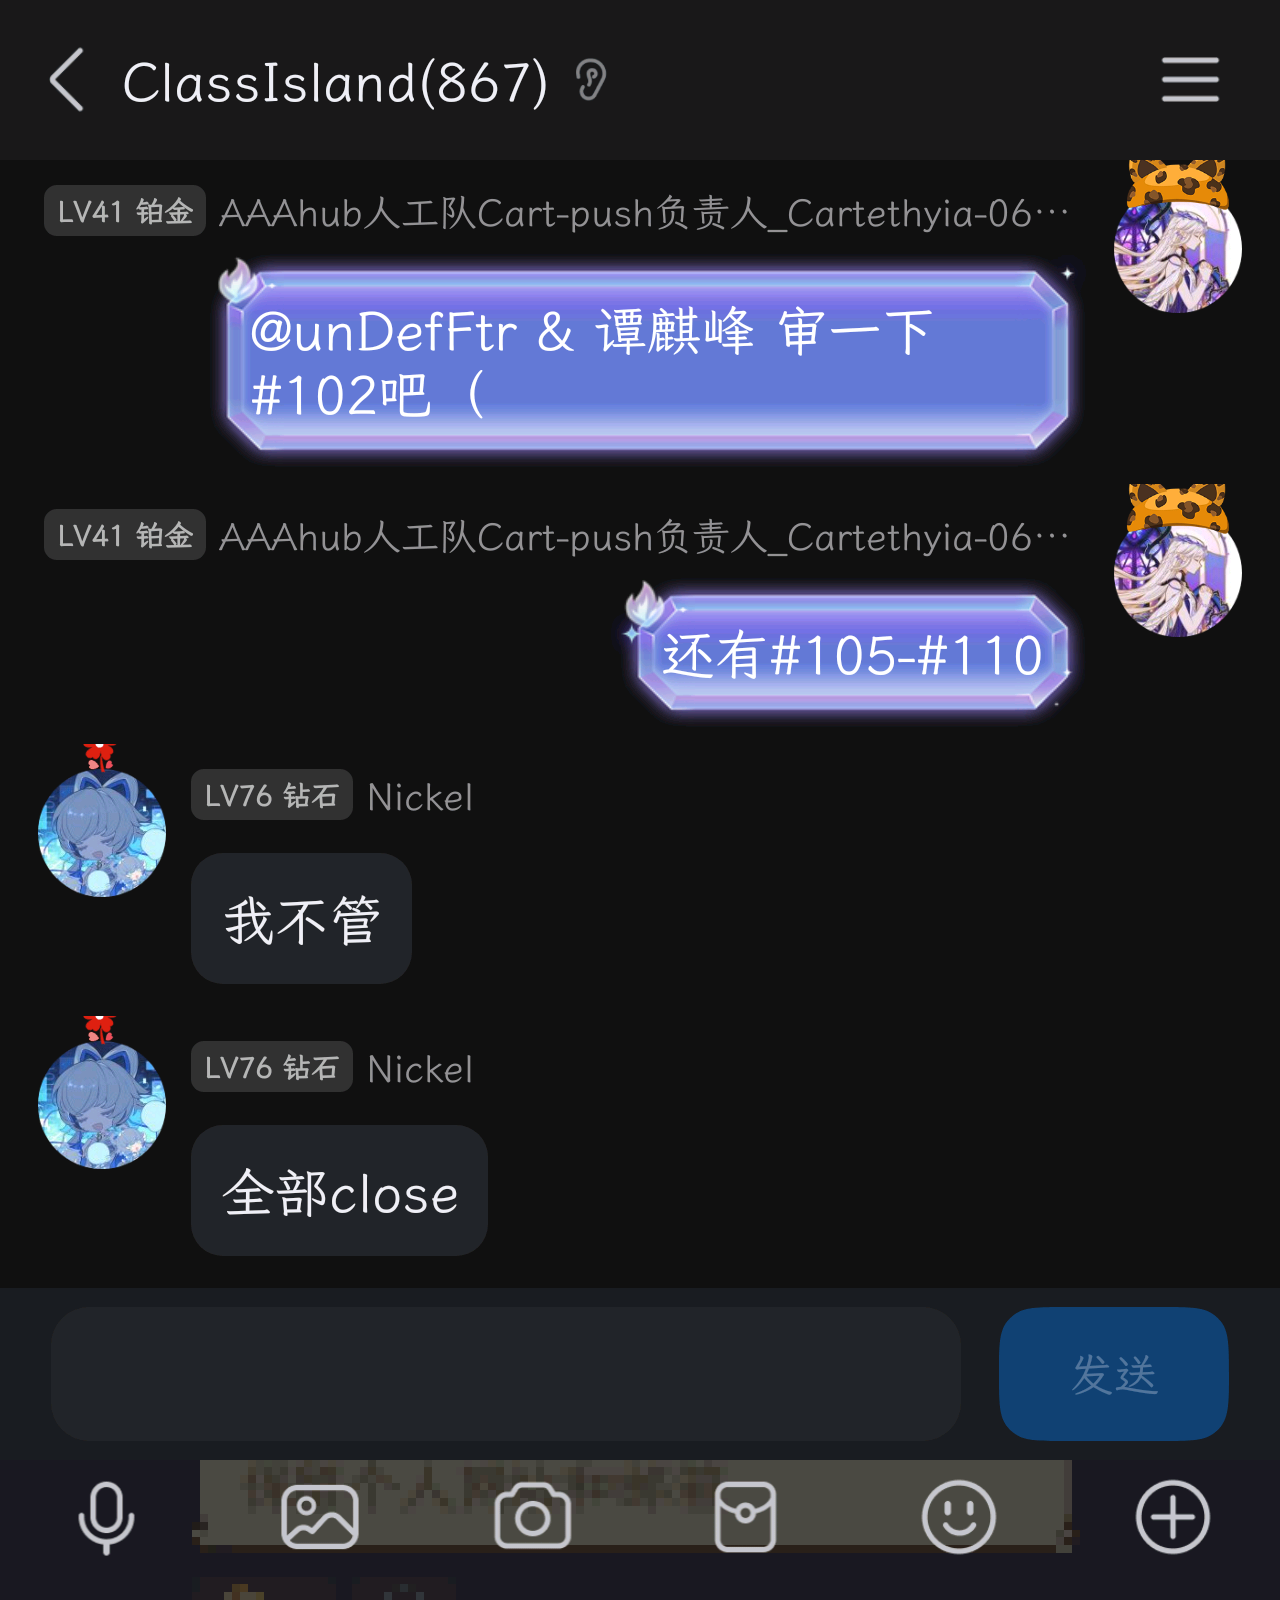 ClassIsland(867)
LV41 铂金 AAAhub人工队Cart-push负责人_Cartethyia-06…
@unDefFtr & 谭麒峰 审一下
#102吧（
LV41 铂金 AAAhub人工队Cart-push负责人_Cartethyia-06…
还有#105-#110
LV76 钻石 Nickel
我不管
LV76 钻石 Nickel
全部close
发送